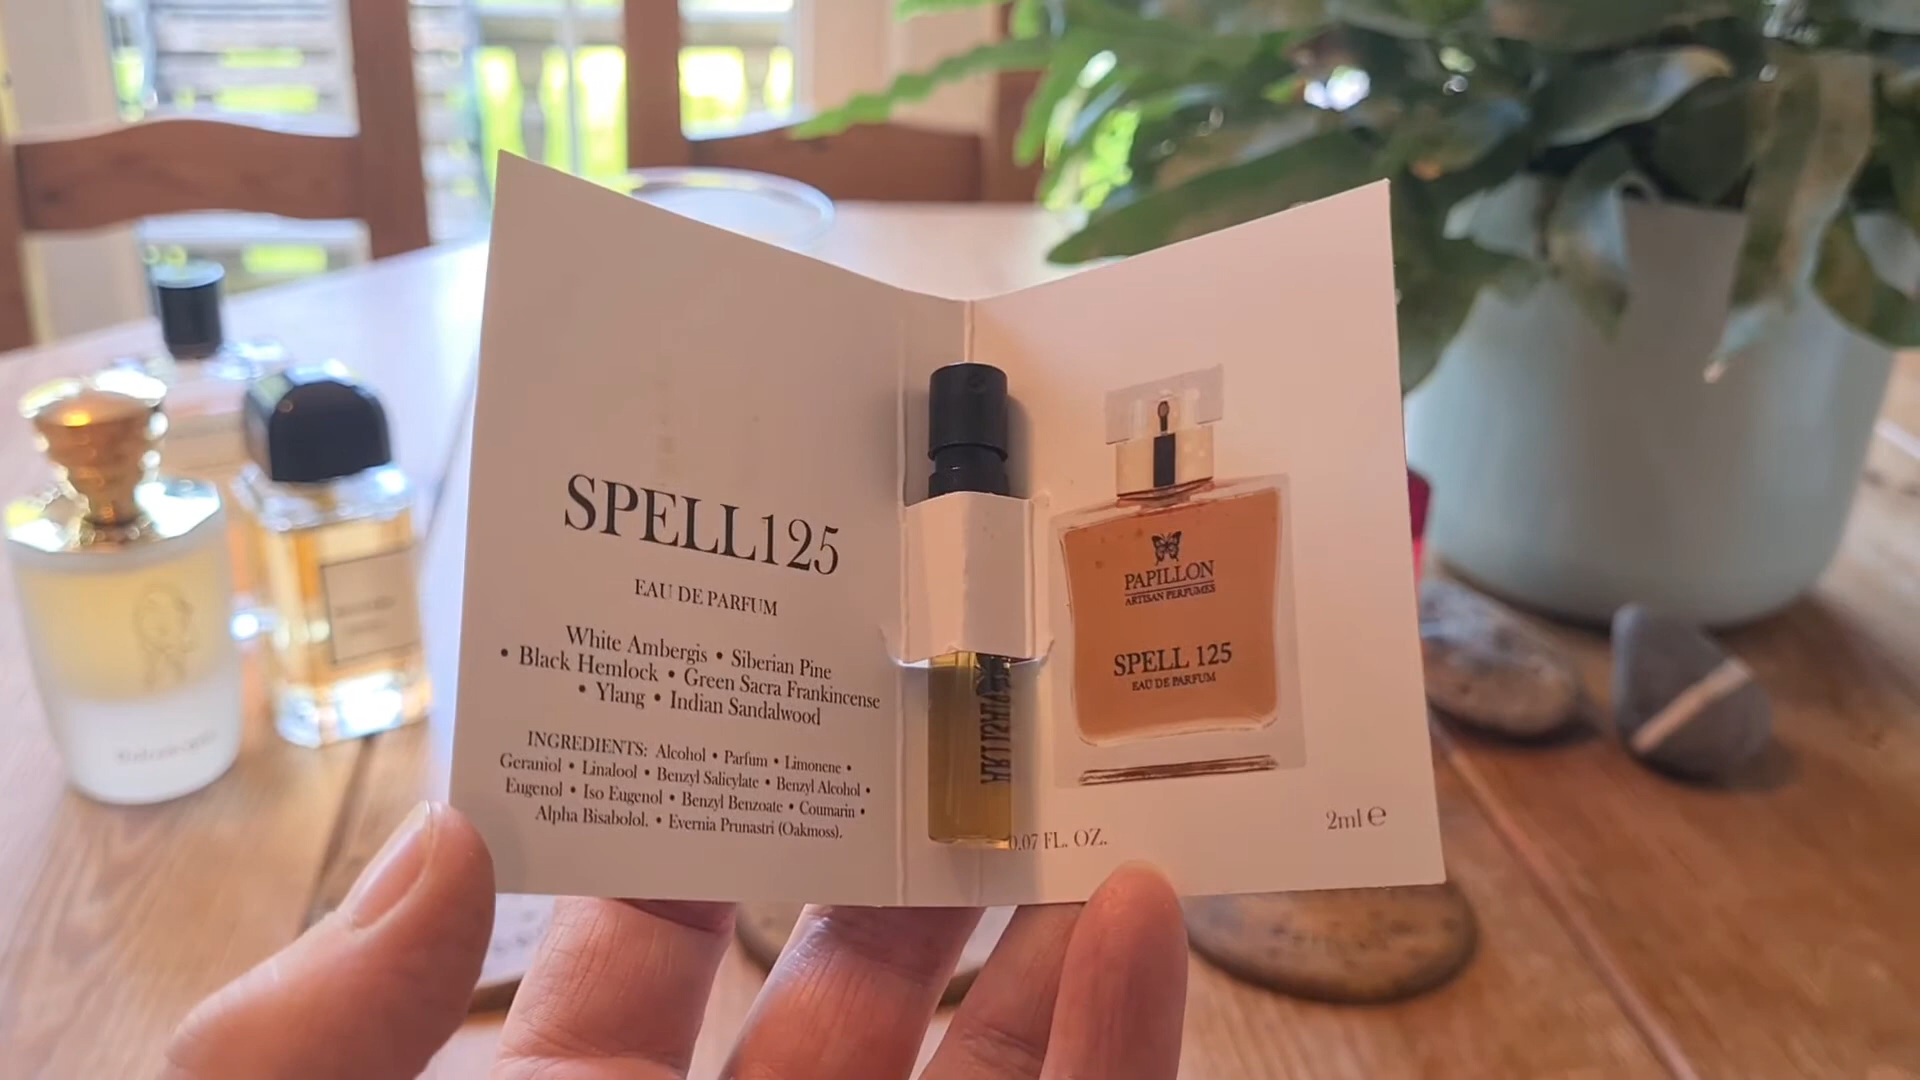 SPELL125
EAU DE PARFUM
White Ambergis • Siberian Pine
• Black Hemlock • Green Sacra Frankincense
• Ylang • Indian Sandalwood
INGREDIENTS: Alcohol • Parfum • Limonene •
Geraniol • Linalool • Benzyl Salicylate • Benzyl Alcohol •
Eugenol • Iso Eugenol • Benzyl Benzoate • Coumarin •
Alpha Bisabolol. • Evernia Prunastri (Oakmoss).
PAPILLON
ARTISAN PERFUMES
SPELL 125
EAU DE PARFUM
0.07 FL. OZ.
2ml ℮